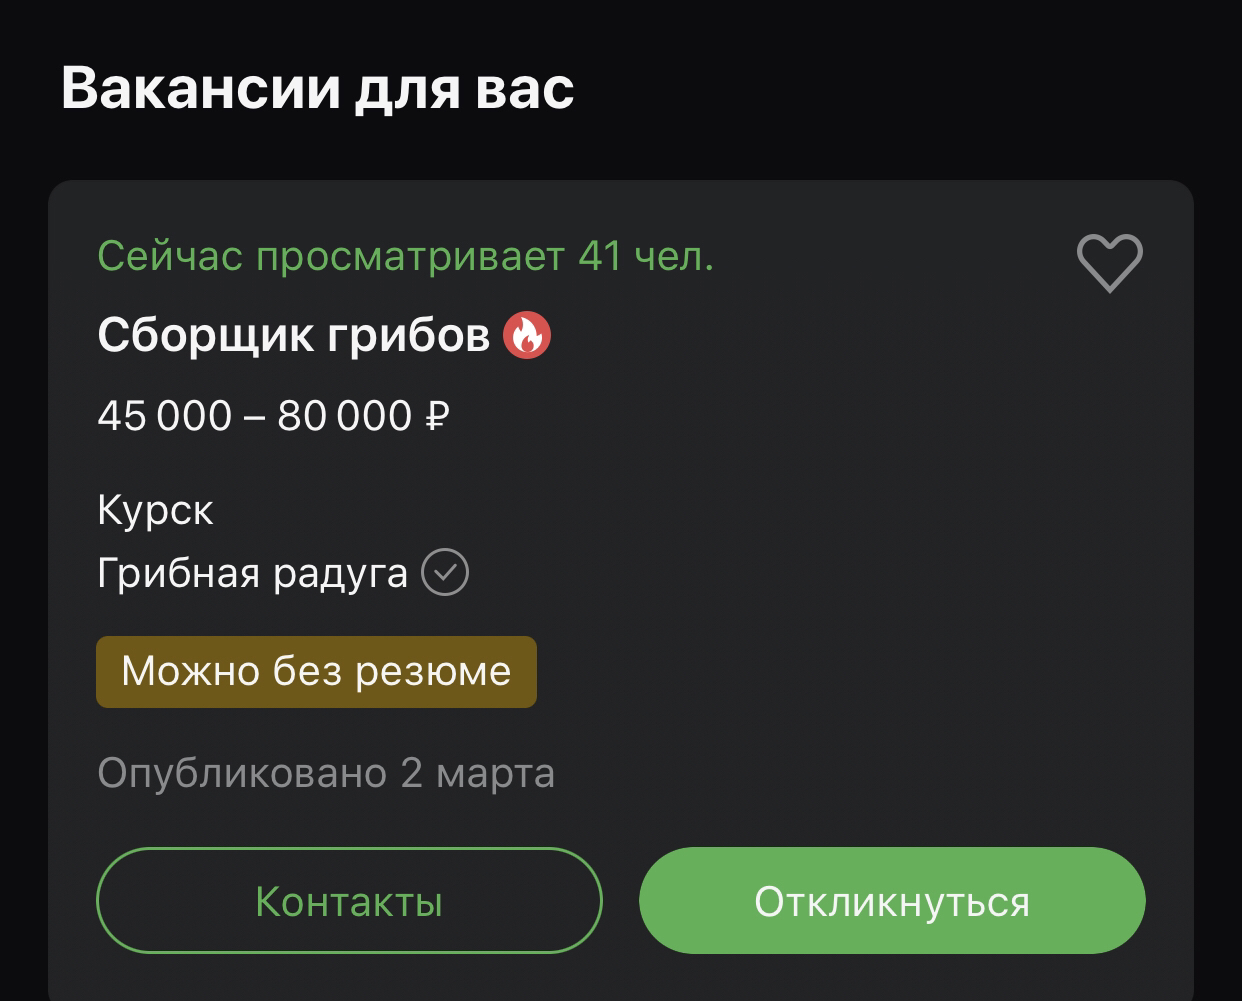 Вакансии для вас
Сейчас просматривает 41 чел.
Сборщик грибов
45 000 – 80 000 ₽
Курск
Грибная радуга
Можно без резюме
Опубликовано 2 марта
Контакты
Откликнуться